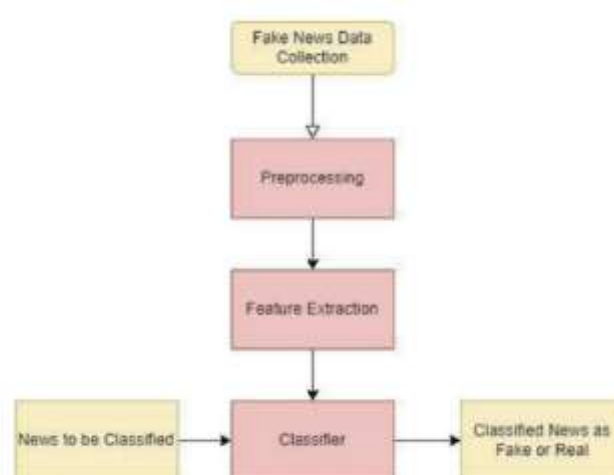 Fake News Data
Collection
Preprocessing
Feature Extraction
News to be Classified
Classifier
Classified News as
Fake or Real